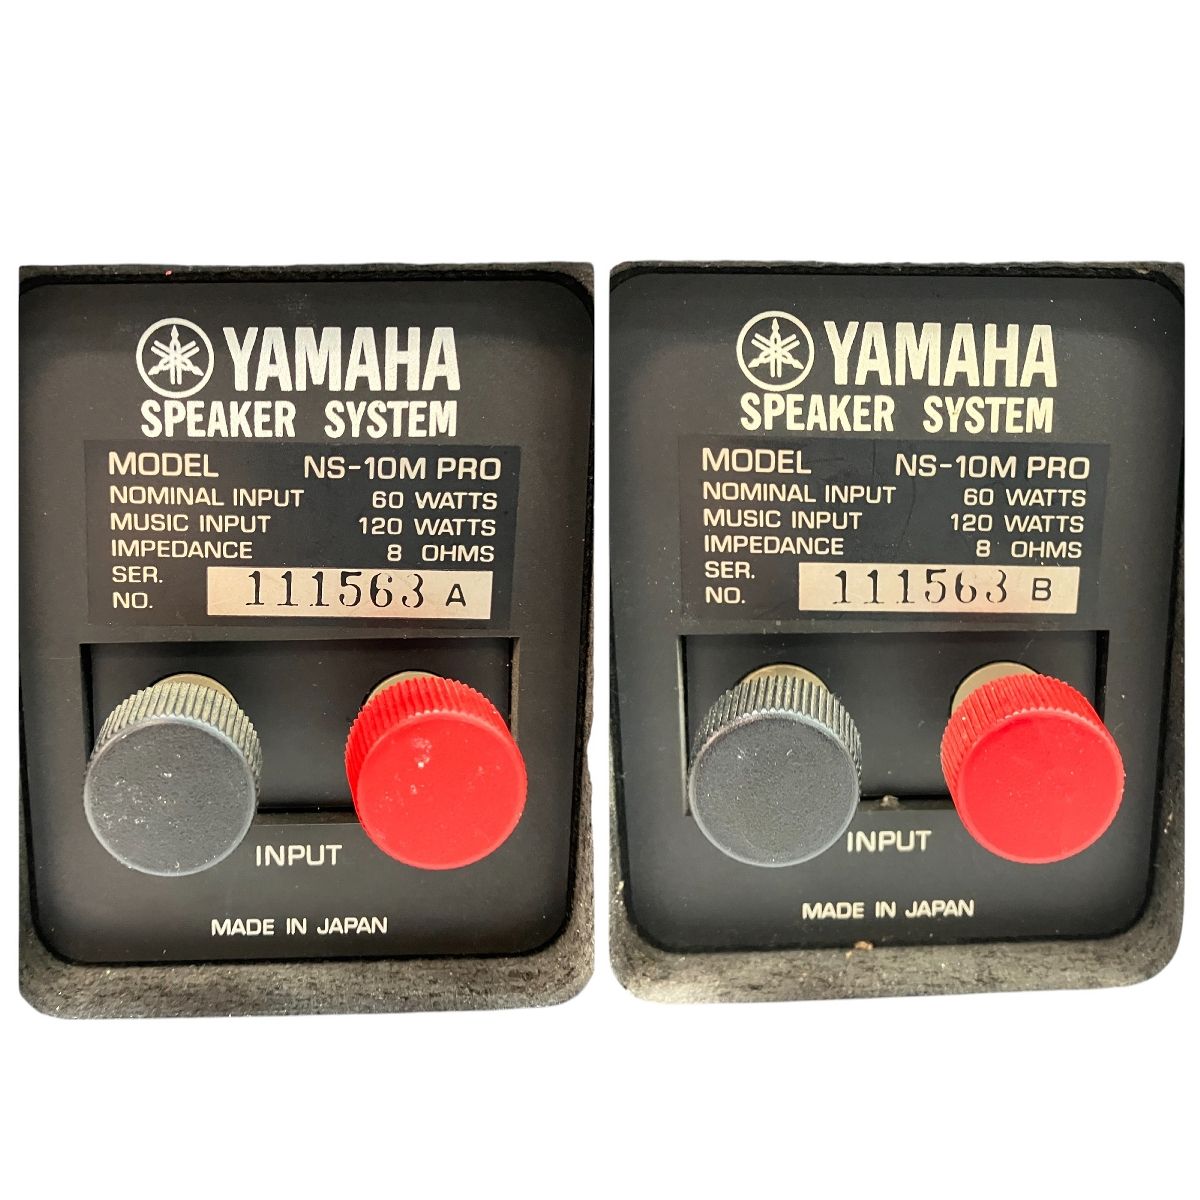 YAMAHA
SPEAKER SYSTEM
MODEL NS-10M PRO
NOMINAL INPUT 60 WATTS
MUSIC INPUT 120 WATTS
IMPEDANCE 8 OHMS
SER.
NO. 111563 A
INPUT
MADE IN JAPAN
YAMAHA
SPEAKER SYSTEM
MODEL NS-10M PRO
NOMINAL INPUT 60 WATTS
MUSIC INPUT 120 WATTS
IMPEDANCE 8 OHMS
SER.
NO. 111563 B
INPUT
MADE IN JAPAN